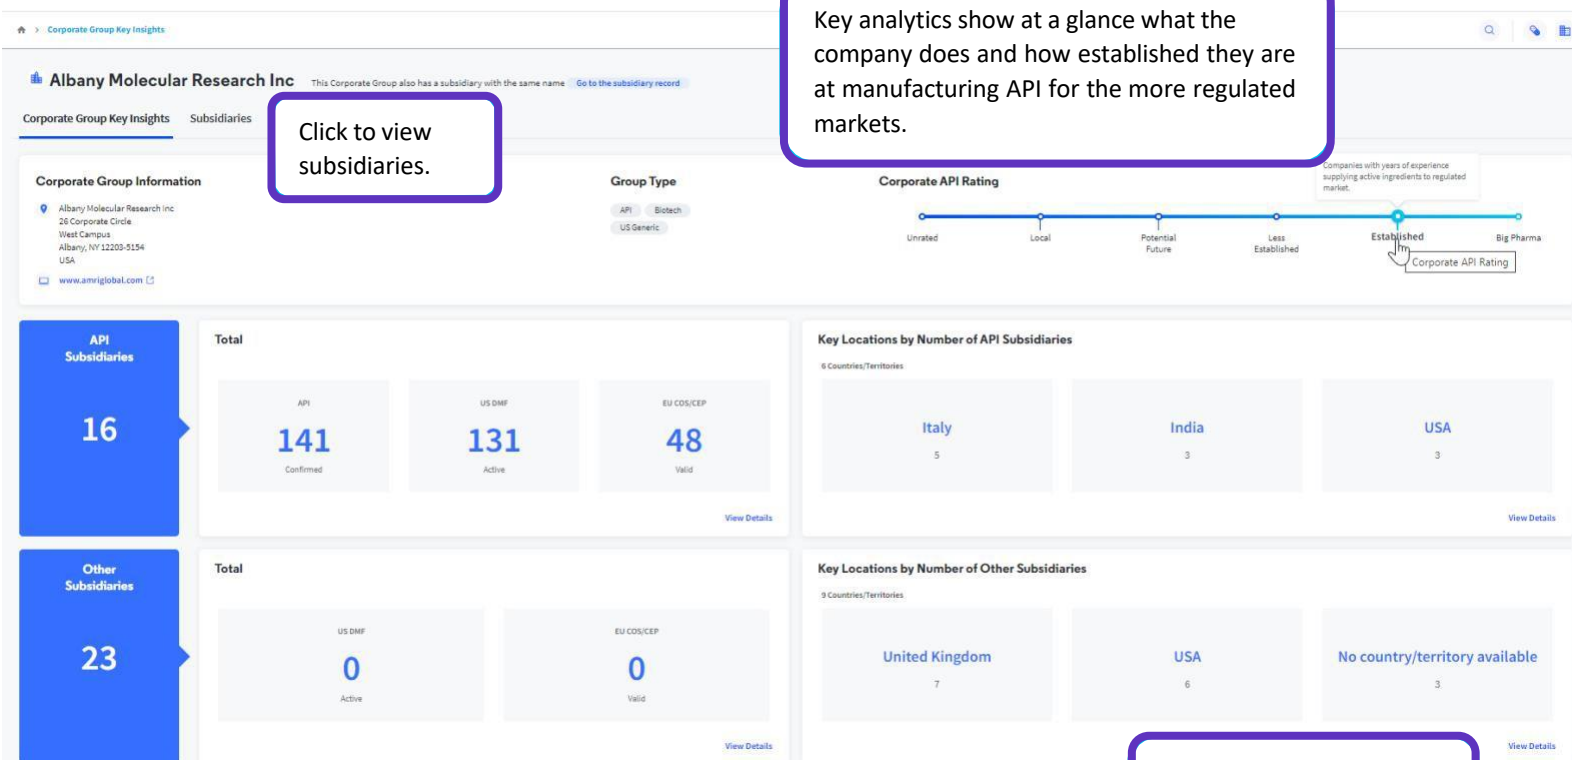 Key analytics show at a glance what the
company does and how established they are
at manufacturing API for the more regulated
markets.
> Corporate Group Key Insights
Albany Molecular Research Inc This Corporate Group also has a subsidiary with the same name Go to the subsidiary record
Corporate Group Key Insights Subsidiaries
Click to view
subsidiaries.
Corporate Group Information
Albany Molecular Research Inc
26 Corporate Circle
West Campus
Albany, NY 12203-5154
USA
www.amriglobal.com
Group Type
API Biotech
US Generic
Corporate API Rating
Companies with years of experience
supplying active ingredients to regulated
market.
Unrated Local Potential Future Less Established Established Big Pharma
Corporate API Rating
API
Subsidiaries
16
Total
API
141
Confirmed
US DMF
131
Active
EU COS/CEP
48
Valid
View Details
Key Locations by Number of API Subsidiaries
6 Countries/Territories
Italy
5
India
3
USA
3
View Details
Other
Subsidiaries
23
Total
US DMF
0
Active
EU COS/CEP
0
Valid
View Details
Key Locations by Number of Other Subsidiaries
9 Countries/Territories
United Kingdom
7
USA
6
No country/territory available
3
View Details